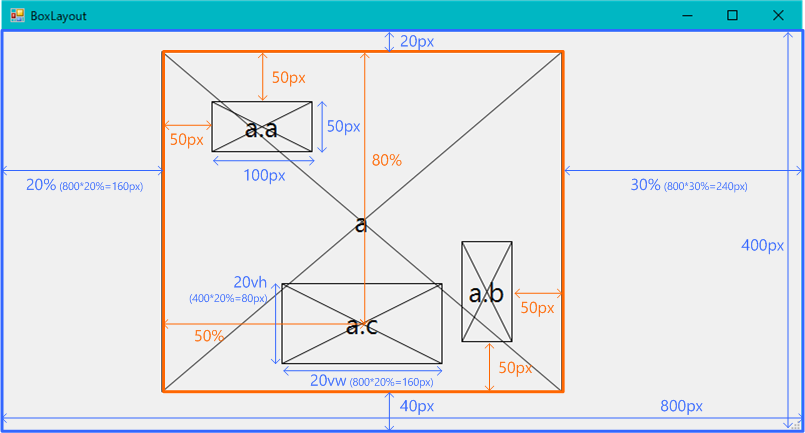 BoxLayout
20px
50px
a.a
50px
50px
80%
100px
20% (800*20%=160px)
30% (800*30%=240px)
a
400px
20vh
(400*20%=80px)
a.b
50px
a.c
50%
50px
20vw (800*20%=160px)
40px
800px